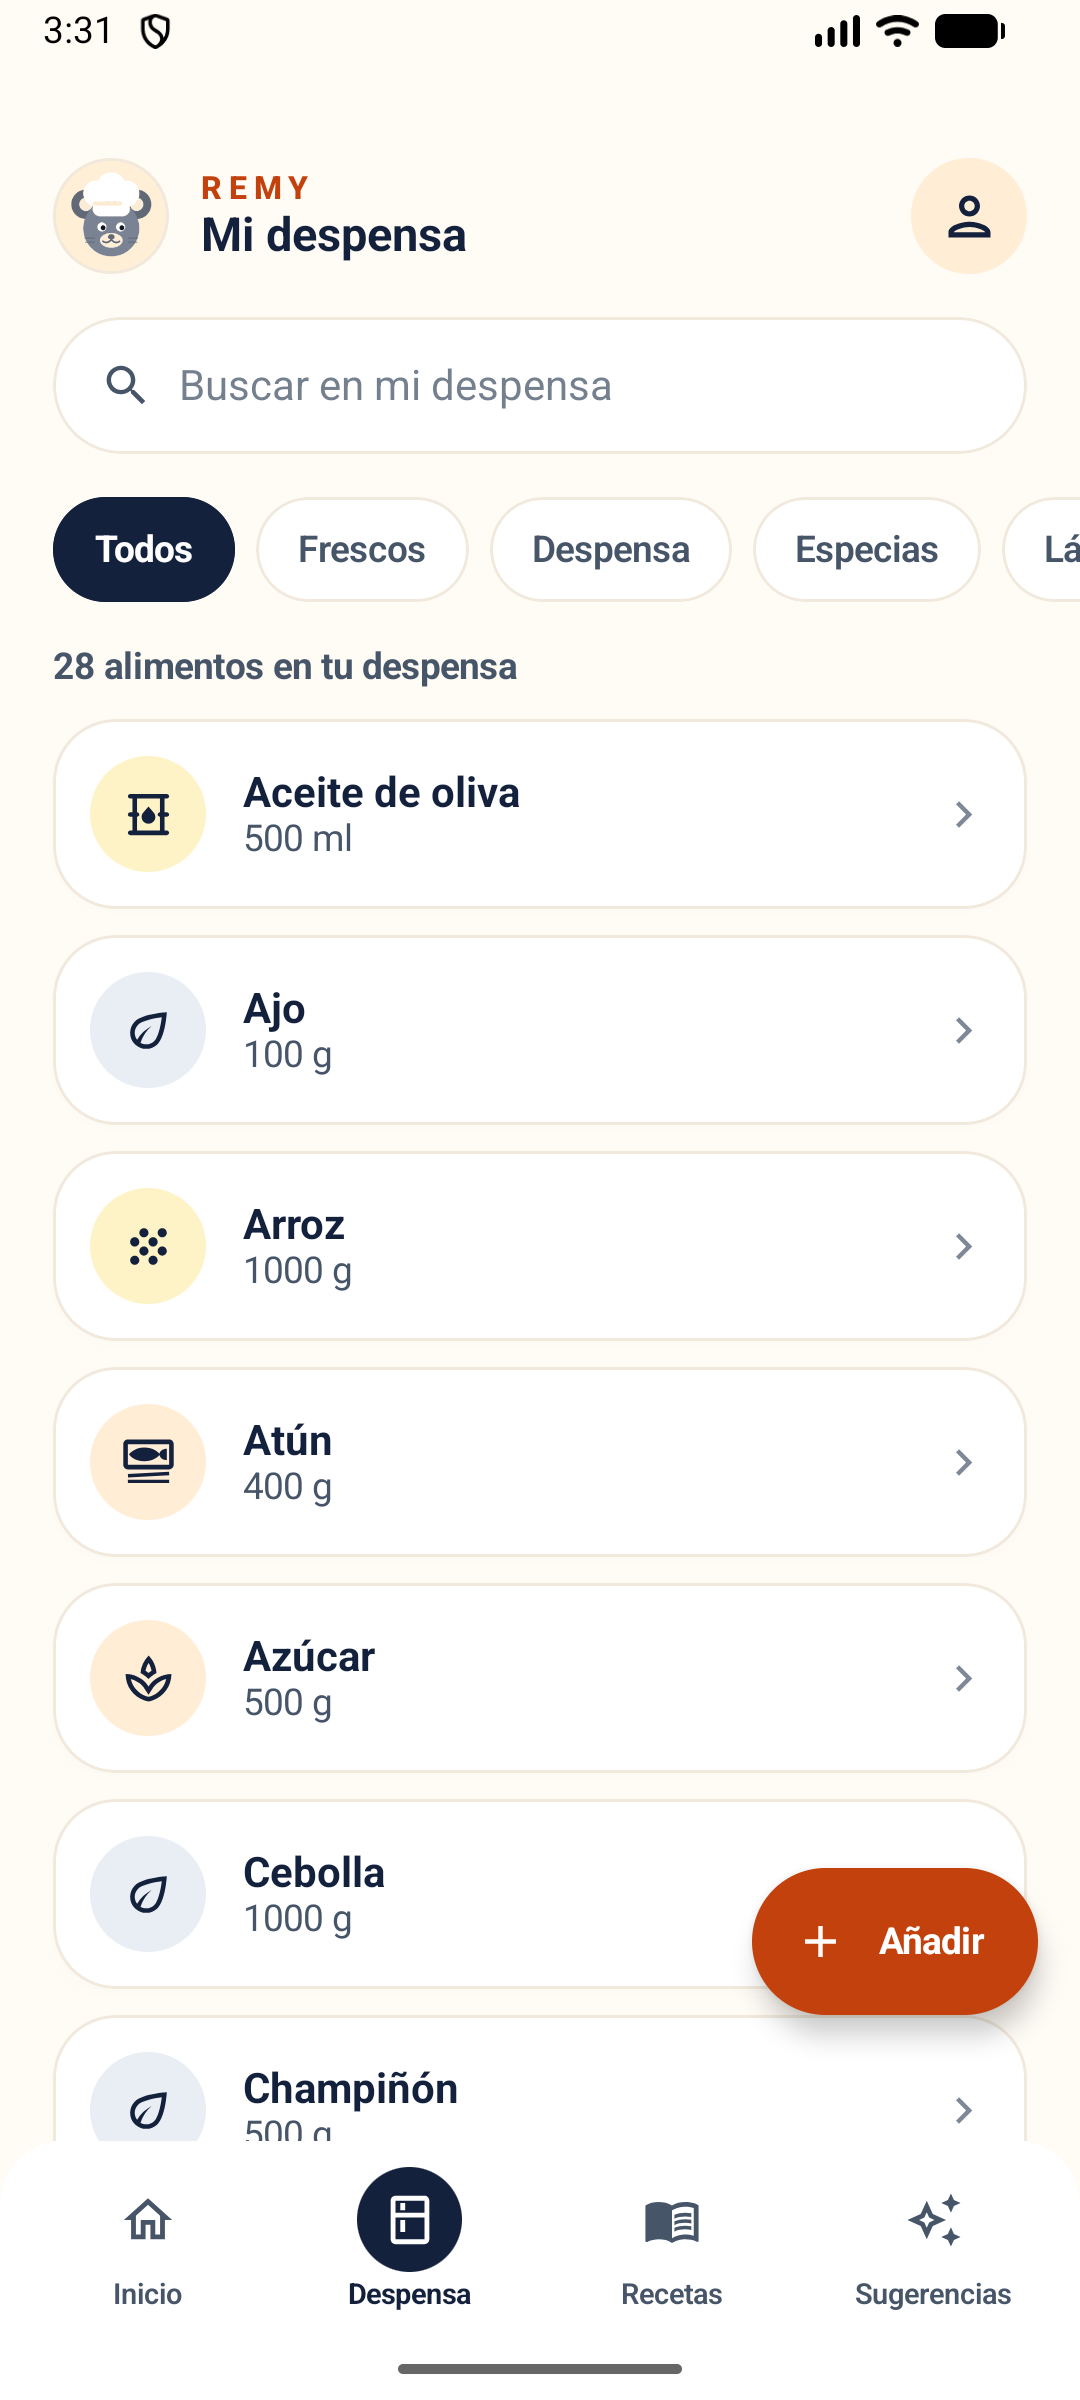 3:31
REMY
Mi despensa
Buscar en mi despensa
Todos
Frescos
Despensa
Especias
Lá
28 alimentos en tu despensa
Aceite de oliva
500 ml
Ajo
100 g
Arroz
1000 g
Atún
400 g
Azúcar
500 g
Cebolla
1000 g
Añadir
Champiñón
500 g
Inicio
Despensa
Recetas
Sugerencias